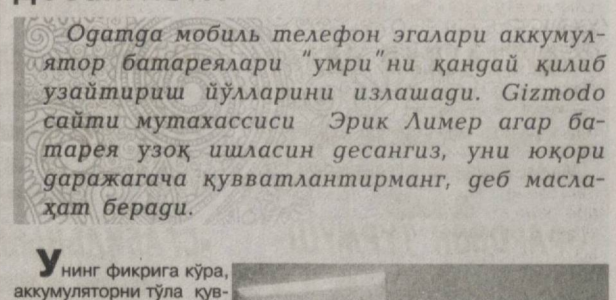 Одатда мобиль телефон эгалари аккумул-
ятор батареялари "умри"ни қандай қилиб
узайтириш йўлларини излашади. Gizmodo
сайти мутахассиси Эрик Лимер агар ба-
тарея узоқ ишласин десангиз, уни юқори
даражагача қувватлантирманг, деб масла-
ҳат беради.
Унинг фикрига кўра,
аккумуляторни тўла қув-